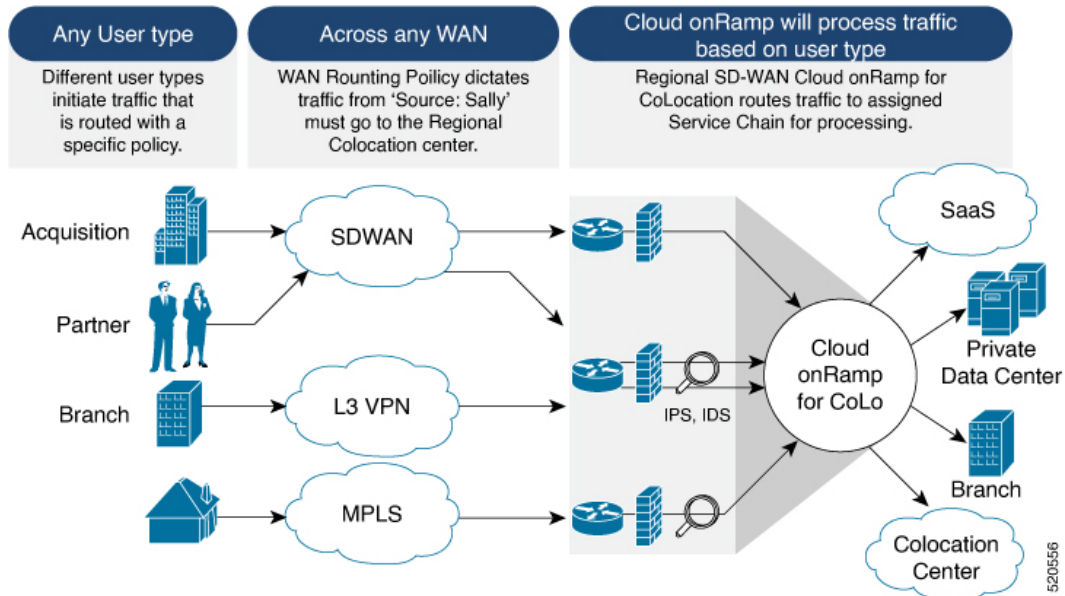 Any User type
Different user types
initiate traffic that
is routed with a
specific policy.
Across any WAN
WAN Rounting Poilicy dictates
traffic from ‘Source: Sally’
must go to the Regional
Colocation center.
Cloud onRamp will process traffic
based on user type
Regional SD-WAN Cloud onRamp for
CoLocation routes traffic to assigned
Service Chain for processing.
Acquisition
SDWAN
Partner
Branch
L3 VPN
MPLS
IPS, IDS
Cloud
onRamp
for CoLo
SaaS
Private
Data Center
Branch
Colocation
Center
520556